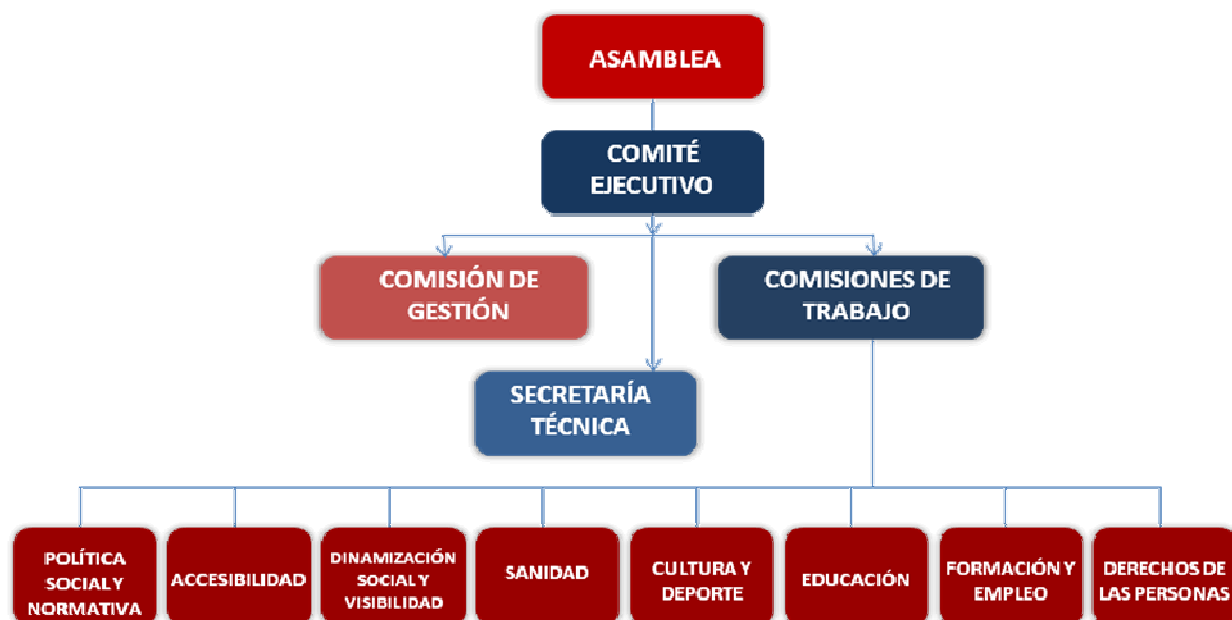 ASAMBLEA
COMITÉ
EJECUTIVO
COMISIÓN DE
GESTIÓN
COMISIONES DE
TRABAJO
SECRETARÍA
TÉCNICA
POLÍTICA
SOCIAL Y
NORMATIVA
ACCESIBILIDAD
DINAMIZACIÓN
SOCIAL Y
VISIBILIDAD
SANIDAD
CULTURA Y
DEPORTE
EDUCACIÓN
FORMACIÓN Y
EMPLEO
DERECHOS DE
LAS PERSONAS